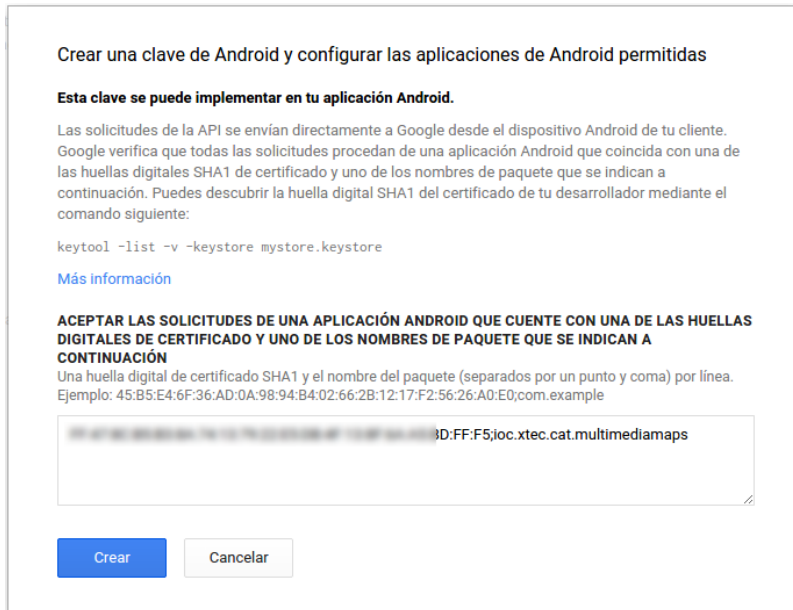 Crear una clave de Android y configurar las aplicaciones de Android permitidas
Esta clave se puede implementar en tu aplicación Android.
Las solicitudes de la API se envían directamente a Google desde el dispositivo Android de tu cliente.
Google verifica que todas las solicitudes procedan de una aplicación Android que coincida con una de
las huellas digitales SHA1 de certificado y uno de los nombres de paquete que se indican a
continuación. Puedes descubrir la huella digital SHA1 del certificado de tu desarrollador mediante el
comando siguiente:
keytool -list -v -keystore mystore.keystore
Más información
ACEPTAR LAS SOLICITUDES DE UNA APLICACIÓN ANDROID QUE CUENTE CON UNA DE LAS HUELLAS
DIGITALES DE CERTIFICADO Y UNO DE LOS NOMBRES DE PAQUETE QUE SE INDICAN A
CONTINUACIÓN
Una huella digital de certificado SHA1 y el nombre del paquete (separados por un punto y coma) por línea.
Ejemplo: 45:B5:E4:6F:36:AD:0A:98:94:B4:02:66:2B:12:17:F2:56:26:A0:E0;com.example
:FF:F5;ioc.xtec.cat.multimediamaps
Crear
Cancelar